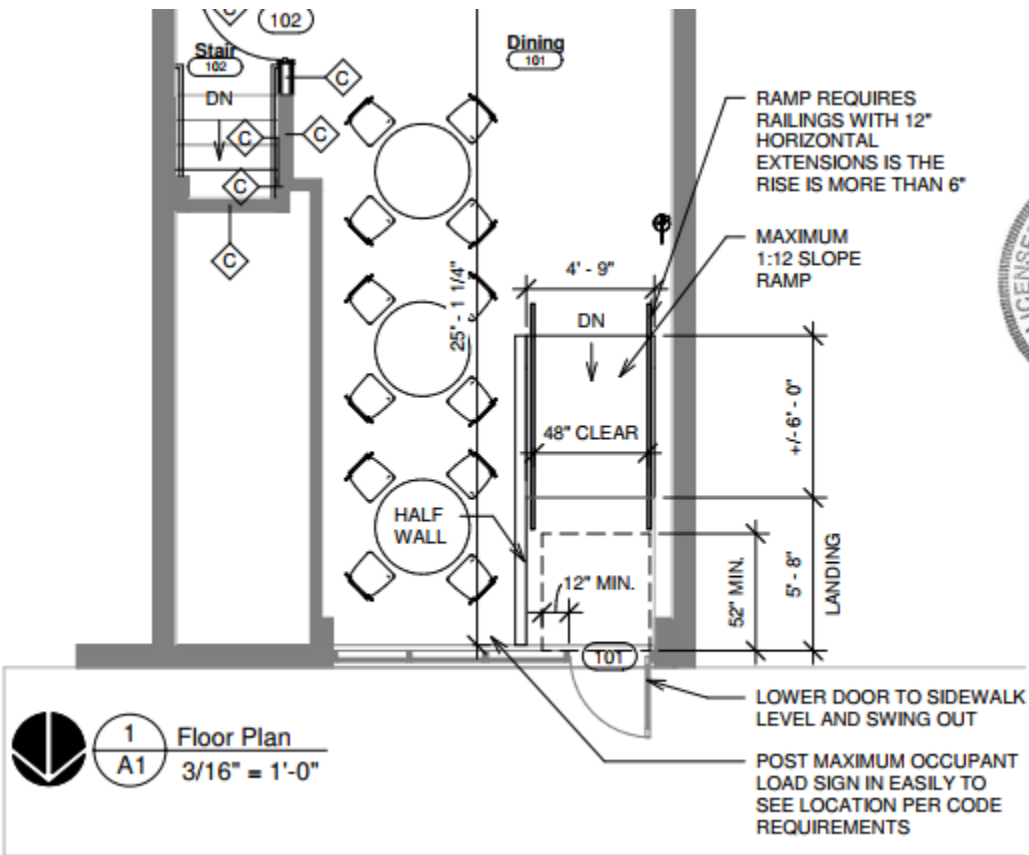 C
102
Stair
102
DN
C
C
C
C
C
Dining
101
RAMP REQUIRES
RAILINGS WITH 12"
HORIZONTAL
EXTENSIONS IS THE
RISE IS MORE THAN 6"
MAXIMUM
1:12 SLOPE
RAMP
4' - 9"
25' - 1 1/4"
DN
48" CLEAR
+/- 6' - 0"
HALF
WALL
12" MIN.
52" MIN.
5' - 8"
LANDING
101
LOWER DOOR TO SIDEWALK
LEVEL AND SWING OUT
POST MAXIMUM OCCUPANT
LOAD SIGN IN EASILY TO
SEE LOCATION PER CODE
REQUIREMENTS
1
A1
Floor Plan
3/16" = 1'-0"
LICENSE